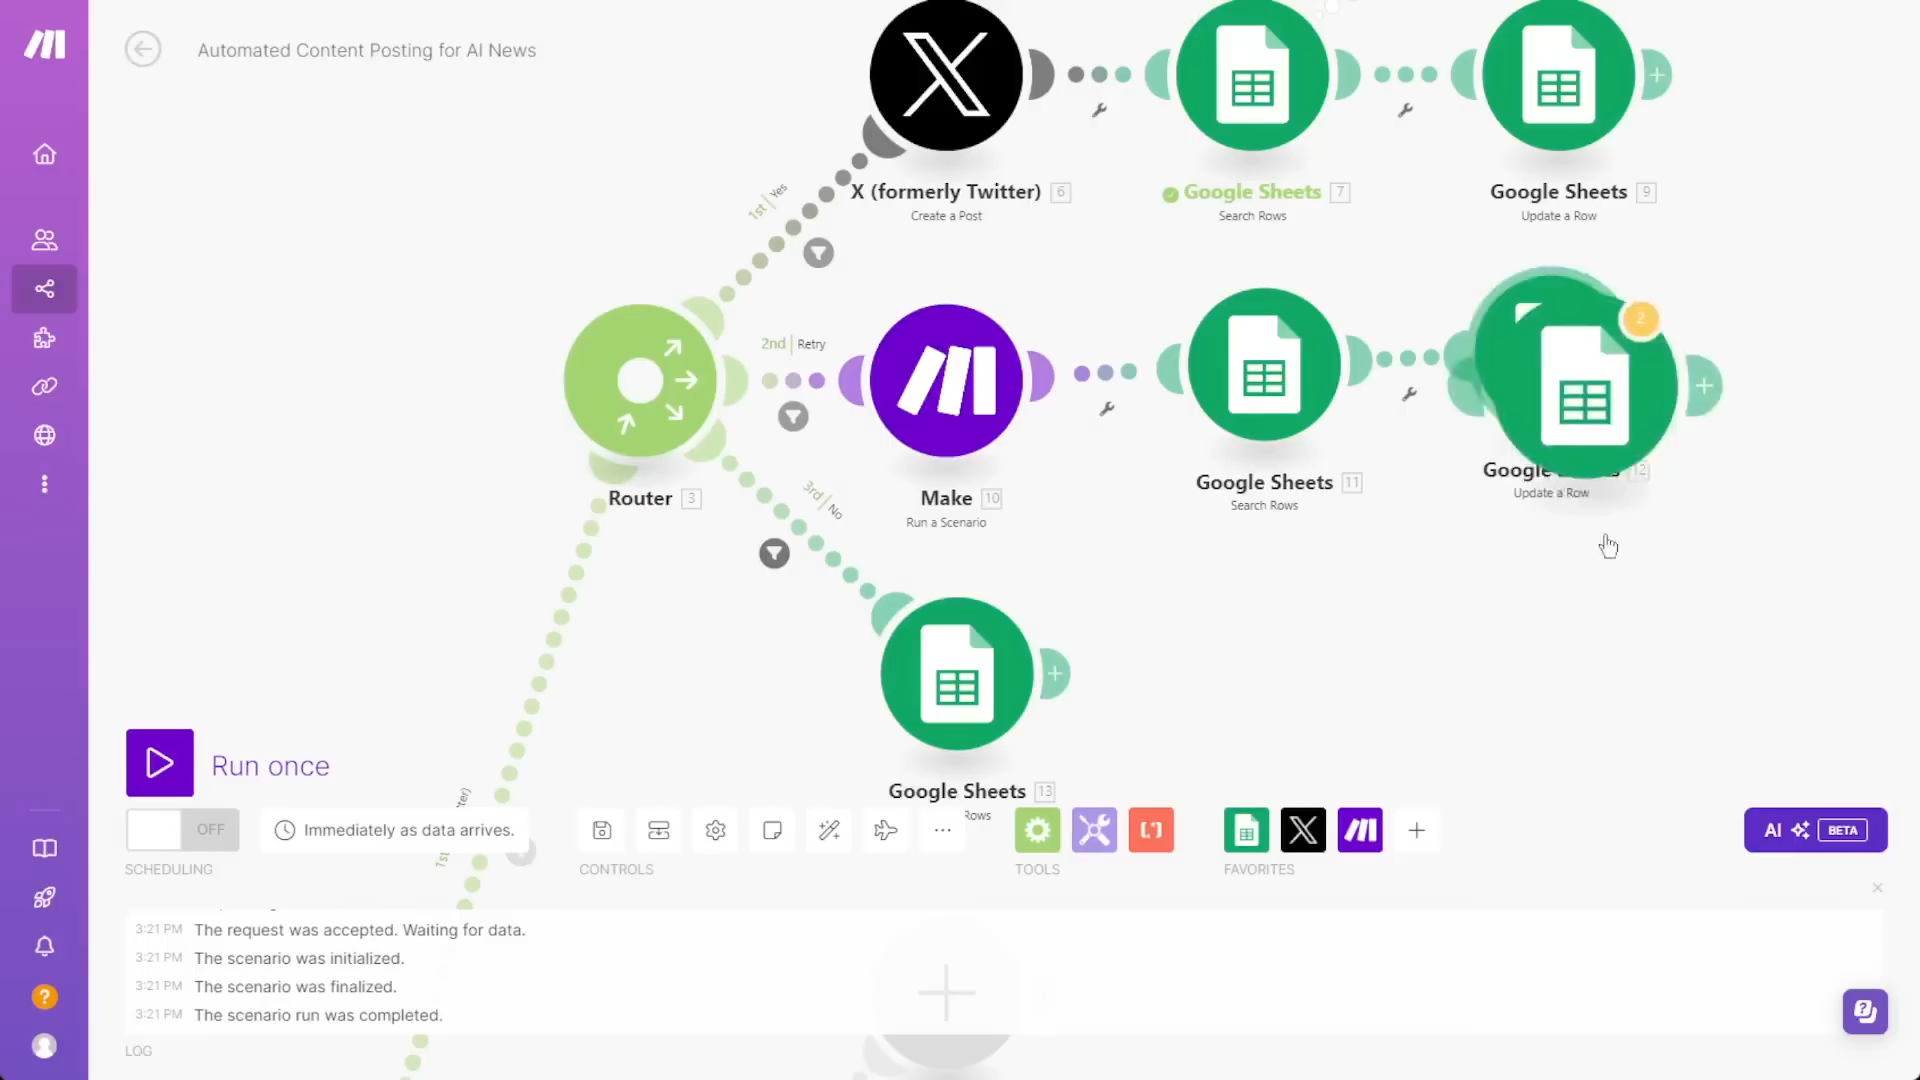 Automated Content Posting for AI News
X (formerly Twitter) 6
Create a Post
Google Sheets 7
Search Rows
Google Sheets 9
Update a Row
1st | Yes
2nd | Retry
3rd | No
2
Router 3
Make 10
Run a Scenario
Google Sheets 11
Search Rows
Google 12
Update a Row
Google Sheets 13
Rows
Run once
OFF
Immediately as data arrives.
SCHEDULING
CONTROLS
TOOLS
FAVORITES
AI BETA
1st
3:21 PM The request was accepted. Waiting for data.
3:21 PM The scenario was initialized.
3:21 PM The scenario was finalized.
3:21 PM The scenario run was completed.
LOG